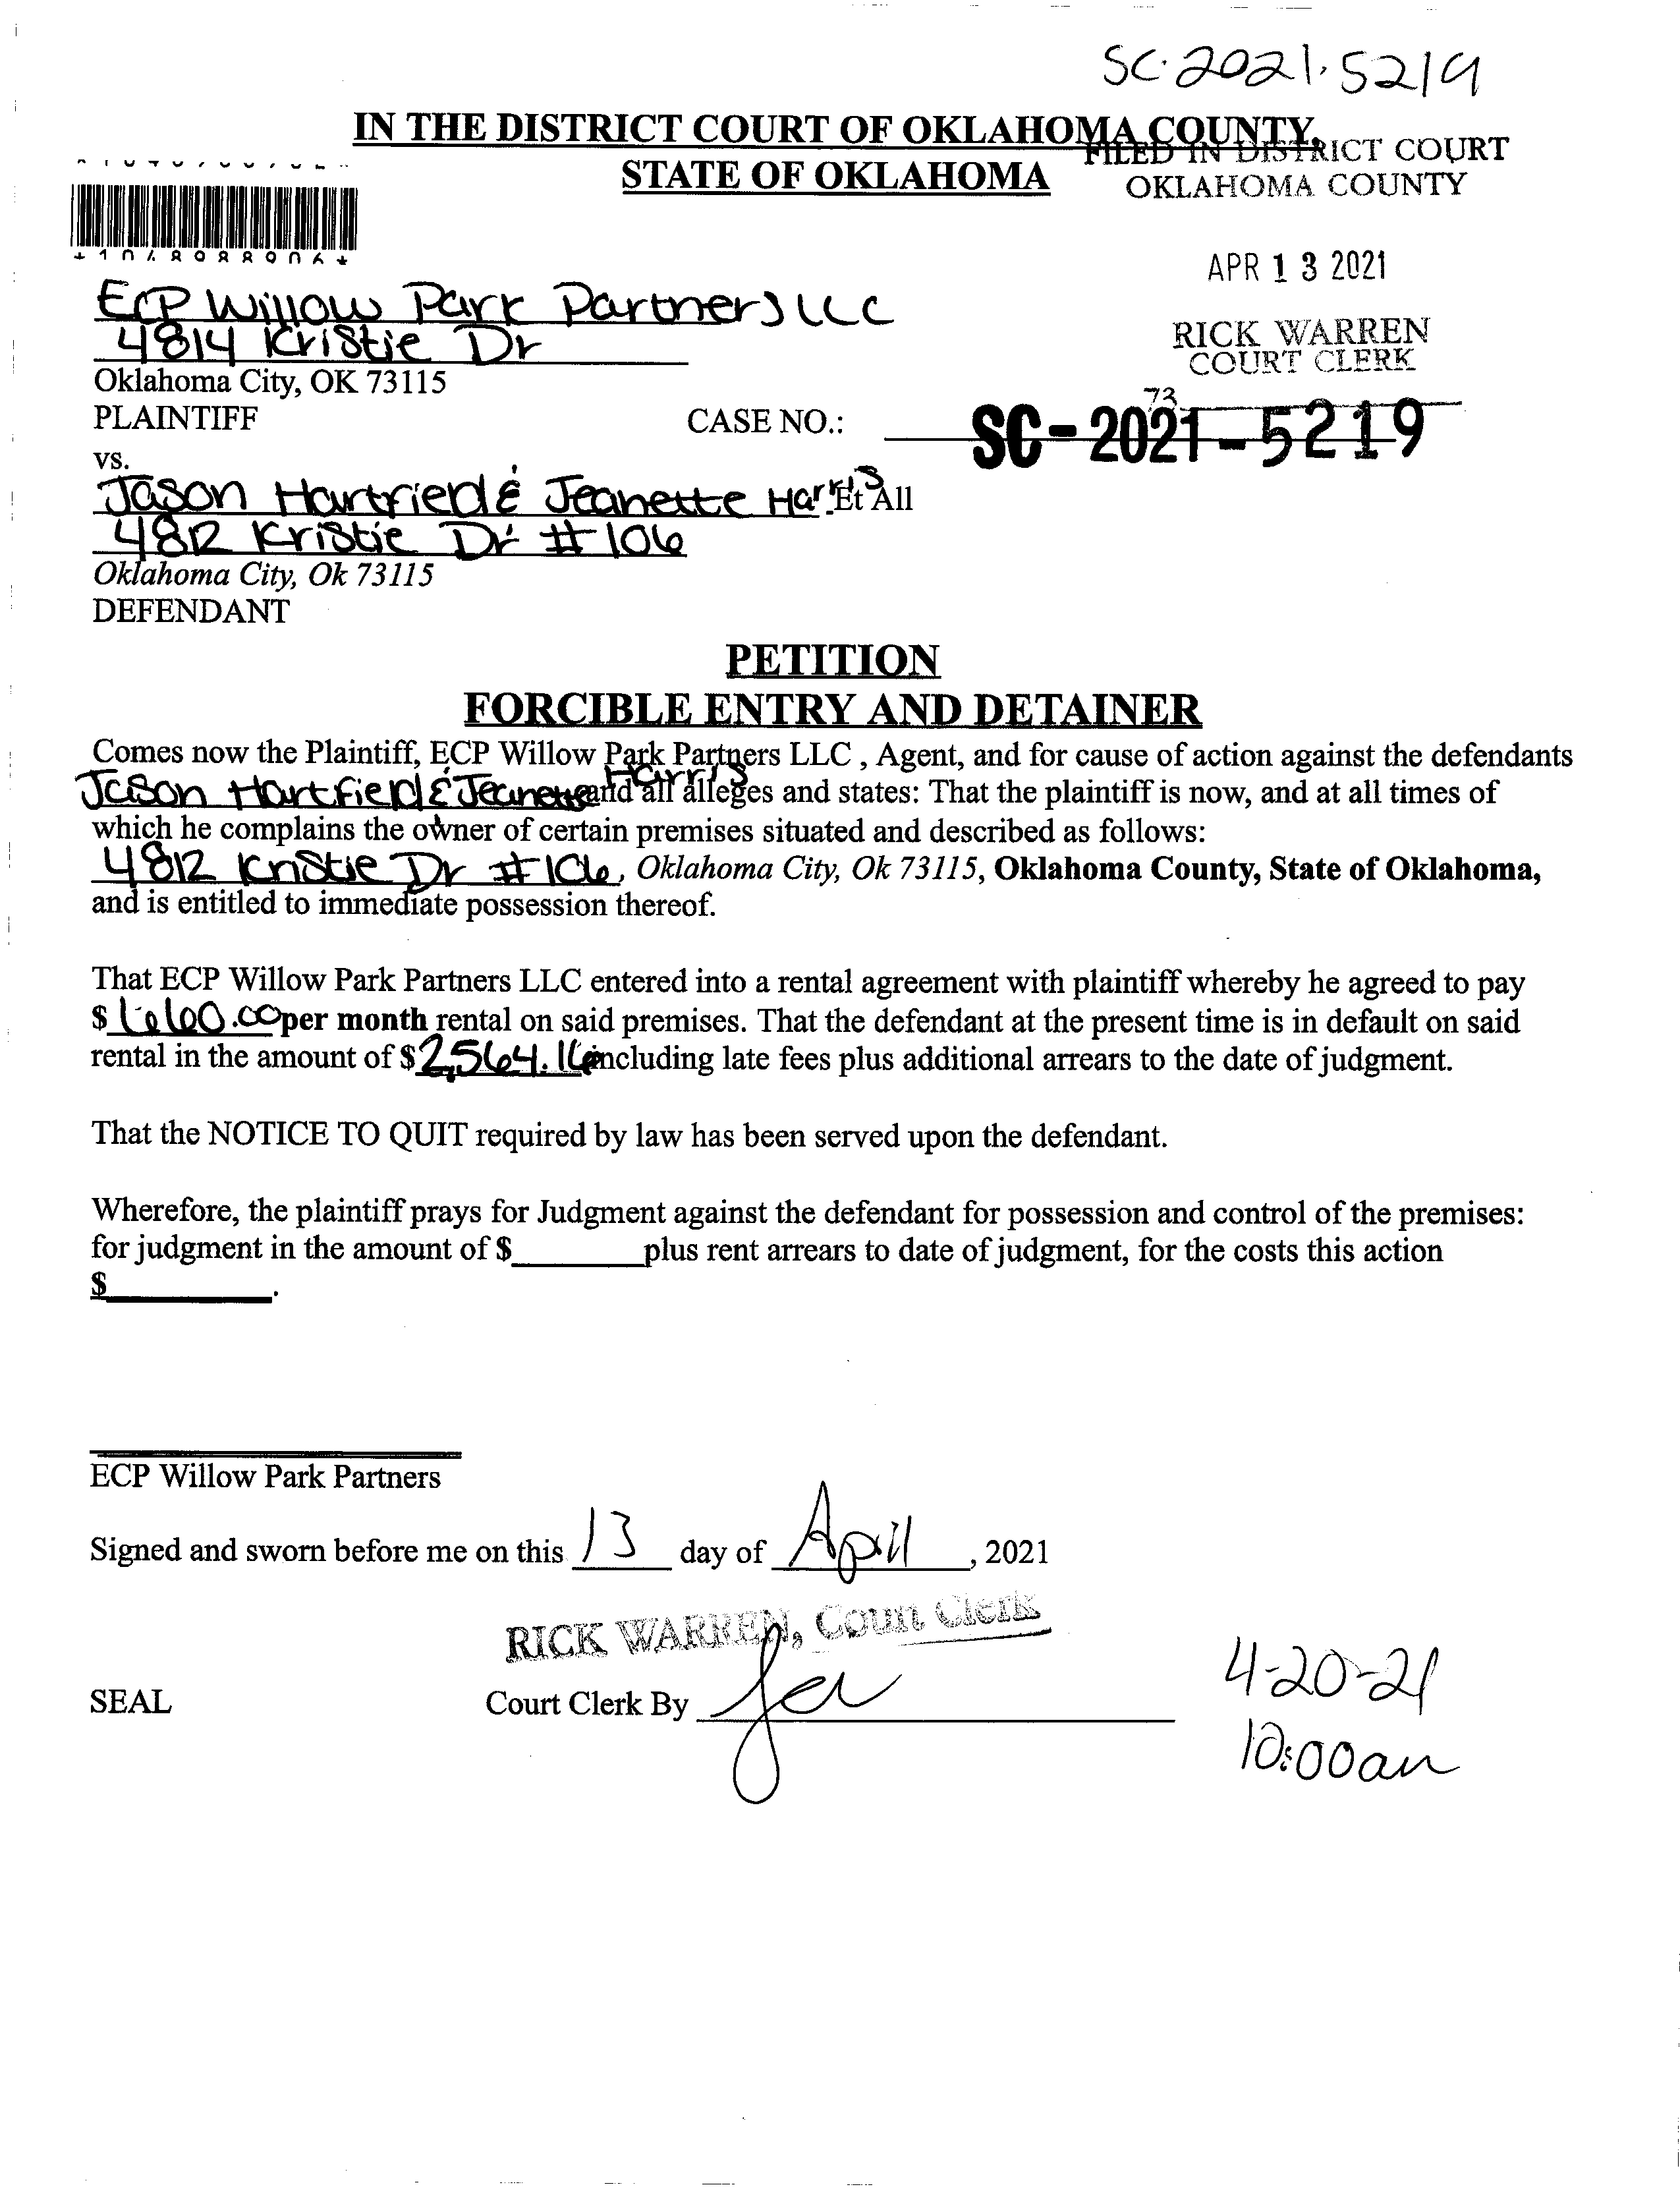 SC-2021-5219
IN THE DISTRICT COURT OF OKLAHOMA COUNTY,
STATE OF OKLAHOMA
FILED IN DISTRICT COURT
OKLAHOMA COUNTY
APR 13 2021
RICK WARREN
COURT CLERK
73
ECP Willow Park Partners LLC
4814 Kristie Dr
Oklahoma City, OK 73115
PLAINTIFF
CASE NO.: SC-2021-5219
vs.
Jason Hartfield & Jeanette Harris Et All
4812 Kristie Dr #106
Oklahoma City, Ok 73115
DEFENDANT
PETITION
FORCIBLE ENTRY AND DETAINER
Comes now the Plaintiff, ECP Willow Park Partners LLC , Agent, and for cause of action against the defendants
Jason Hartfield & Jeanette Harris and all alleges and states: That the plaintiff is now, and at all times of
which he complains the owner of certain premises situated and described as follows:
4812 Kristie Dr #106, Oklahoma City, Ok 73115, Oklahoma County, State of Oklahoma,
and is entitled to immediate possession thereof.
That ECP Willow Park Partners LLC entered into a rental agreement with plaintiff whereby he agreed to pay
$ 660.00 per month rental on said premises. That the defendant at the present time is in default on said
rental in the amount of $ 2,564.16 including late fees plus additional arrears to the date of judgment.
That the NOTICE TO QUIT required by law has been served upon the defendant.
Wherefore, the plaintiff prays for Judgment against the defendant for possession and control of the premises:
for judgment in the amount of $________plus rent arrears to date of judgment, for the costs this action
$__________.
ECP Willow Park Partners
Signed and sworn before me on this 13 day of April, 2021
RICK WARREN, Court Clerk
SEAL
Court Clerk By
4-20-21
10:00am